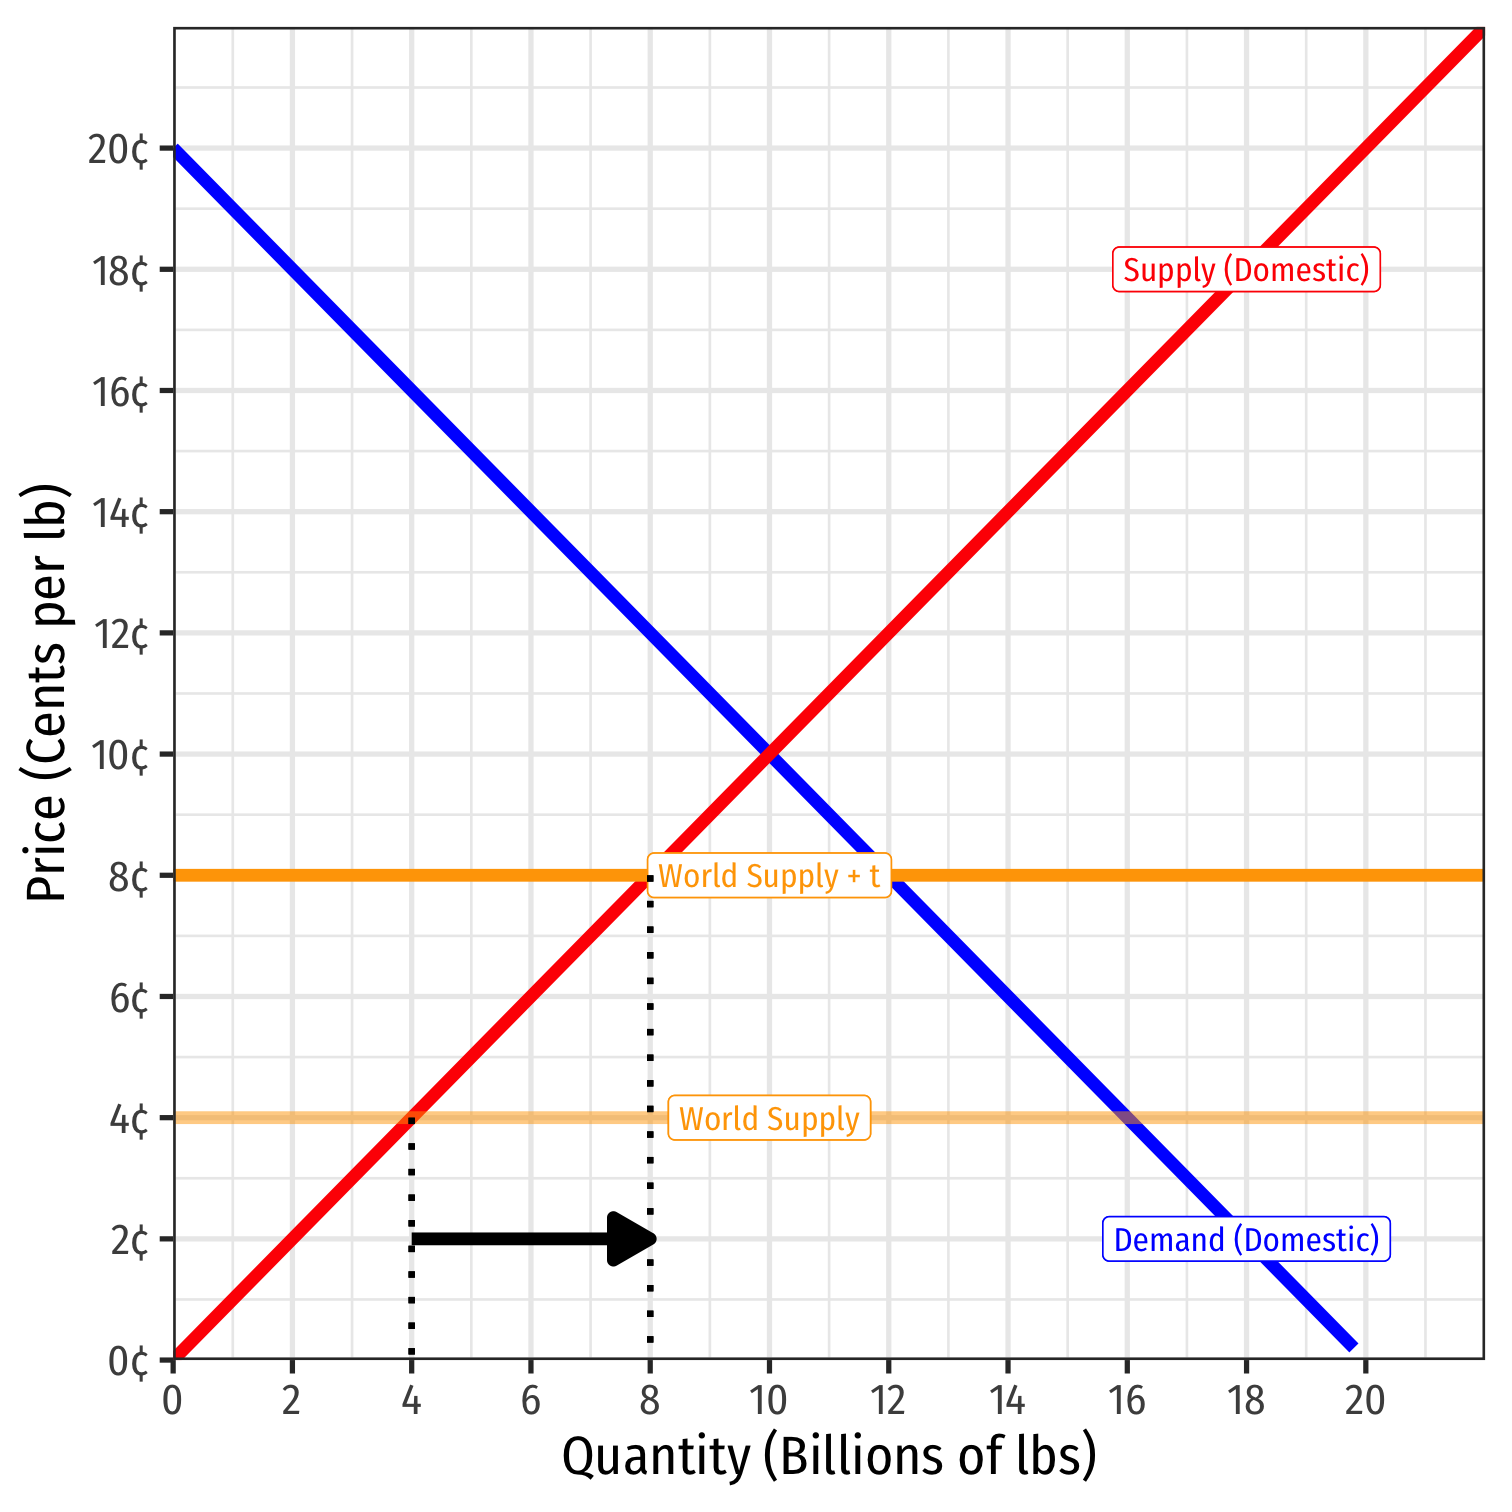 20¢
18¢
16¢
14¢
12¢
10¢
8¢
6¢
4¢
2¢
0¢
Price (Cents per lb)
Supply (Domestic)
World Supply + t
World Supply
Demand (Domestic)
0 2 4 6 8 10 12 14 16 18 20
Quantity (Billions of lbs)